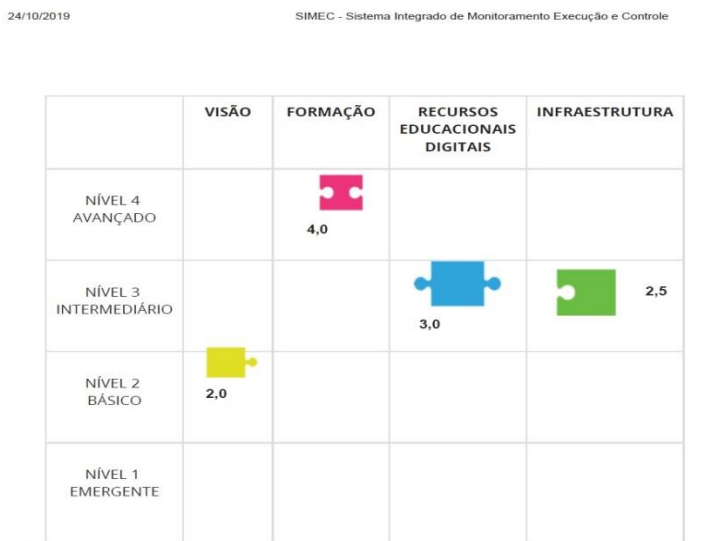 24/10/2019 SIMEC - Sistema Integrado de Monitoramento Execução e Controle
VISÃO FORMAÇÃO RECURSOS EDUCACIONAIS DIGITAIS INFRAESTRUTURA
NÍVEL 4
AVANÇADO
4,0
NÍVEL 3
INTERMEDIÁRIO
3,0
2,5
NÍVEL 2
BÁSICO
2,0
NÍVEL 1
EMERGENTE